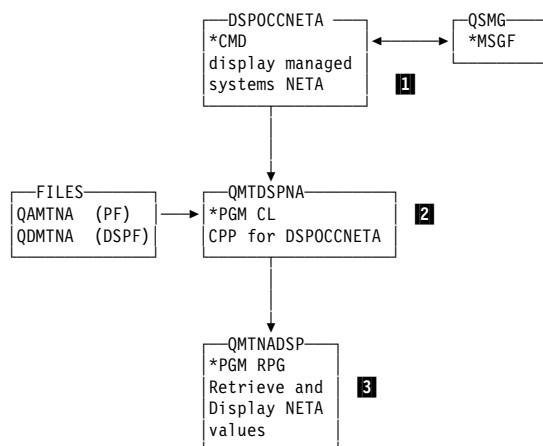 DSPOCCNETA
*CMD
display managed
systems NETA
QSMG
*MSGF
1
FILES
QAMTNA (PF)
QDMTNA (DSPF)
QMTDSPNA
*PGM CL
CPP for DSPOCCNETA
2
QMTNADSP
*PGM RPG
Retrieve and
Display NETA
values
3